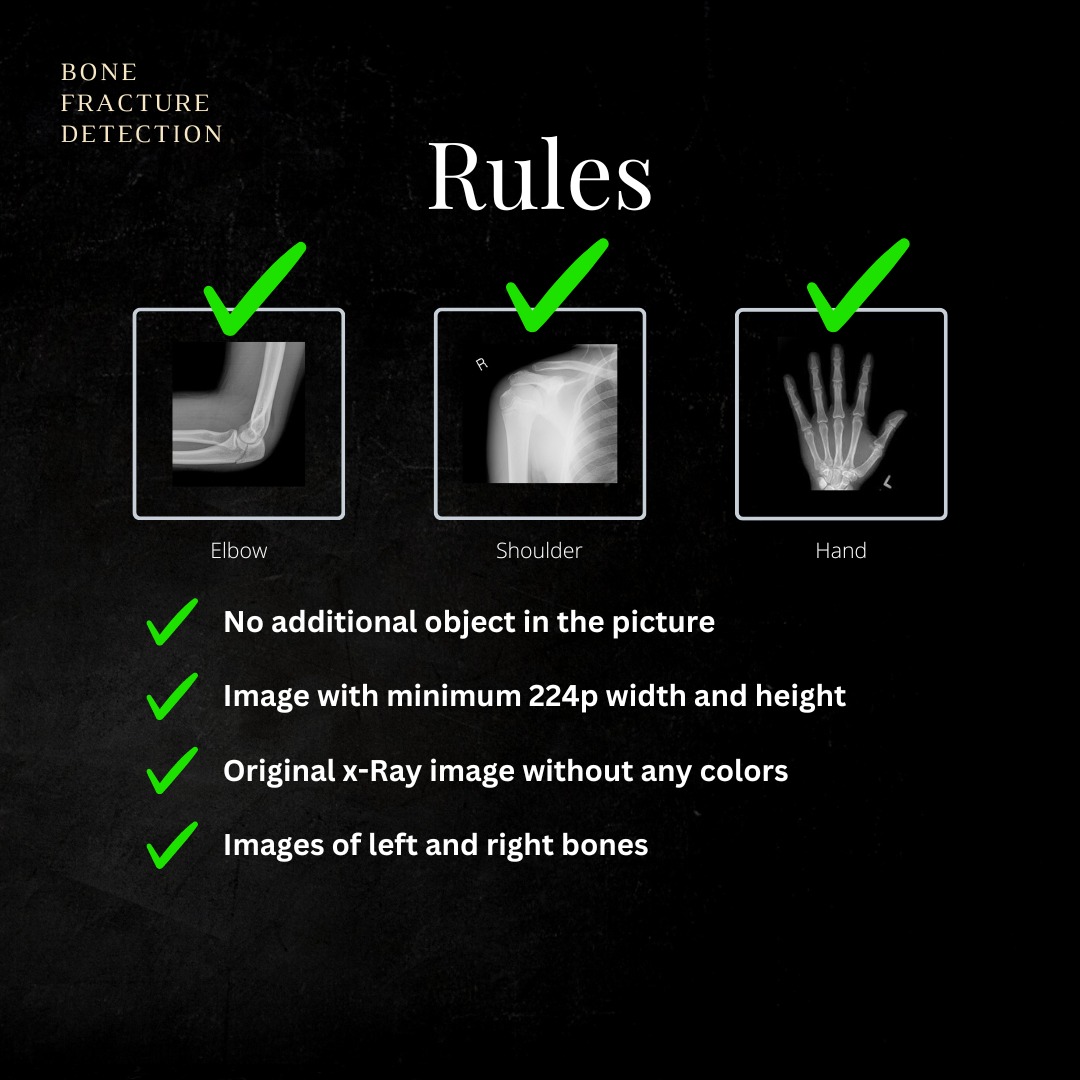 BONE
FRACTURE
DETECTION
Rules
R
L
Elbow
Shoulder
Hand
No additional object in the picture
Image with minimum 224p width and height
Original x-Ray image without any colors
Images of left and right bones